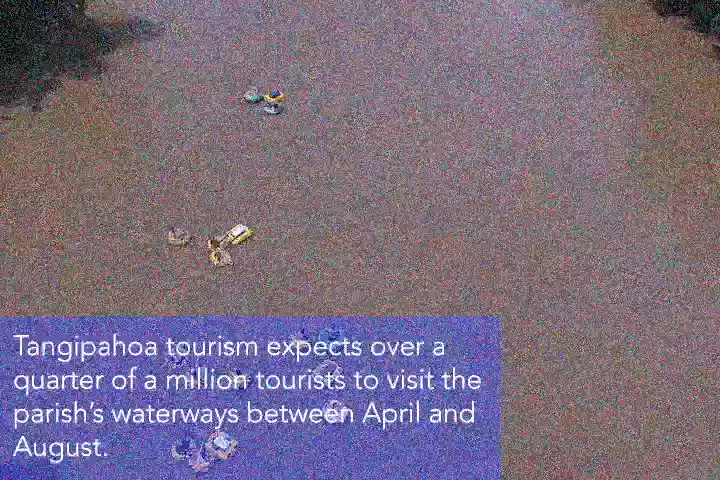 Tangipahoa tourism expects over a
quarter of a million tourists to visit the
parish's waterways between April and
August.